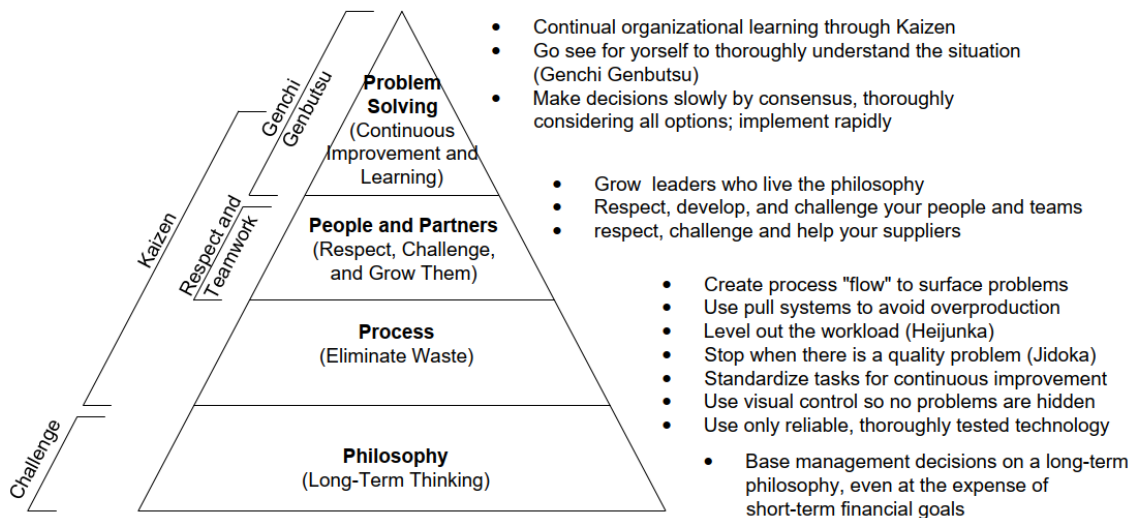 Genchi
Genbutsu
Kaizen
Respect and
Teamwork
Challenge
Problem
Solving
(Continuous
Improvement and
Learning)
• Continual organizational learning through Kaizen
• Go see for yorself to thoroughly understand the situation
(Genchi Genbutsu)
• Make decisions slowly by consensus, thoroughly
considering all options; implement rapidly
People and Partners
(Respect, Challenge,
and Grow Them)
• Grow leaders who live the philosophy
• Respect, develop, and challenge your people and teams
• respect, challenge and help your suppliers
Process
(Eliminate Waste)
• Create process "flow" to surface problems
• Use pull systems to avoid overproduction
• Level out the workload (Heijunka)
• Stop when there is a quality problem (Jidoka)
• Standardize tasks for continuous improvement
• Use visual control so no problems are hidden
• Use only reliable, thoroughly tested technology
Philosophy
(Long-Term Thinking)
• Base management decisions on a long-term
philosophy, even at the expense of
short-term financial goals